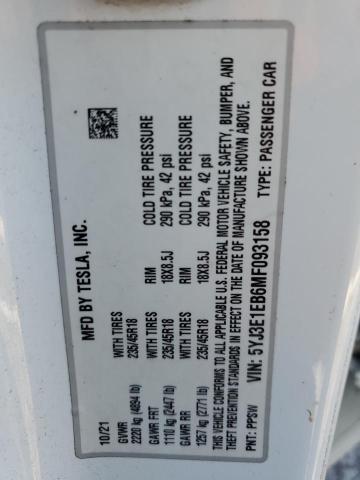 MFD BY TESLA, INC.
10/21 WITH TIRES RIM COLD TIRE PRESSURE
GVWR 235/45R18 18X8.5J 290 kPa, 42 psi
2220 kg (4894 lb)
GAWR FRT WITH TIRES RIM COLD TIRE PRESSURE
1110 kg (2447 lb) 235/45R18 18X8.5J 290 kPa, 42 psi
GAWR RR
1257 kg (2771 lb)
THIS VEHICLE CONFORMS TO ALL APPLICABLE U.S. FEDERAL MOTOR VEHICLE SAFETY, BUMPER, AND
THEFT PREVENTION STANDARDS IN EFFECT ON THE DATE OF MANUFACTURE SHOWN ABOVE.
PNT: PPSW VIN: 5YJ3E1EB6MF093158 TYPE: PASSENGER CAR